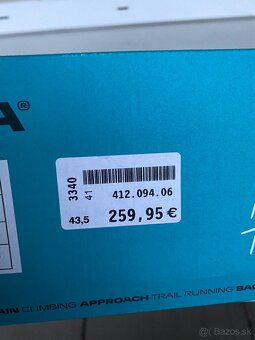 A®
3340
41
412.094.06
43,5 259,95 €
AIN CLIMBING APPROACH TRAIL RUNNING BAC
Bazos.sk